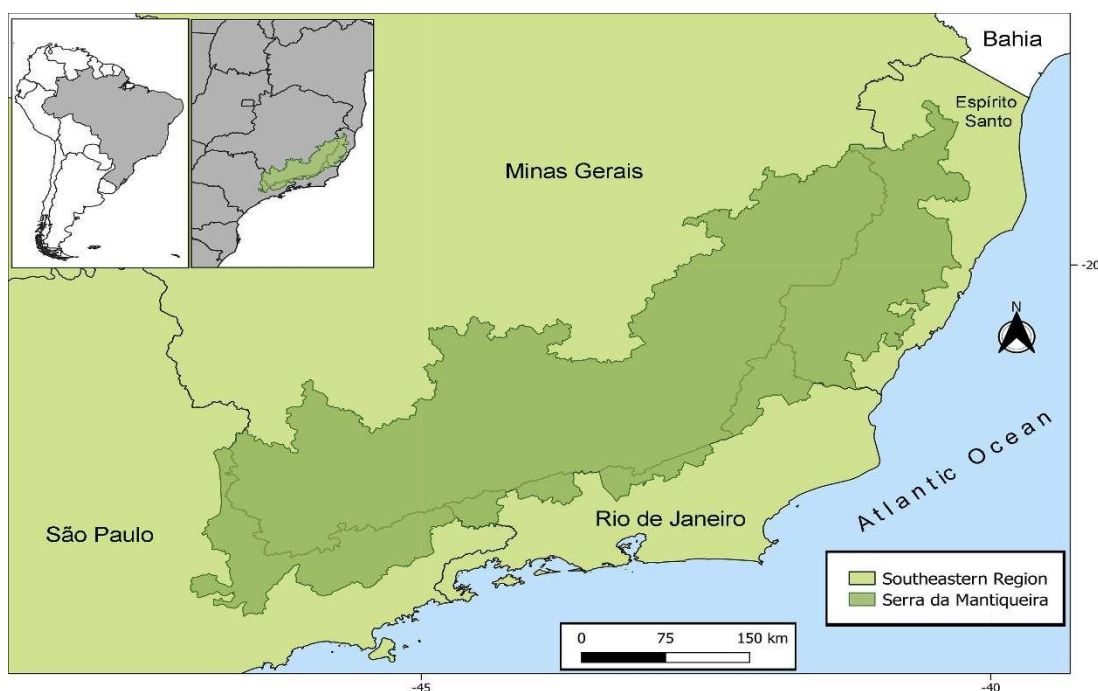 Bahia
Espírito
Santo
Minas Gerais
-20
N
Atlantic Ocean
São Paulo
Rio de Janeiro
Southeastern Region
Serra da Mantiqueira
0 75 150 km
-45 -40